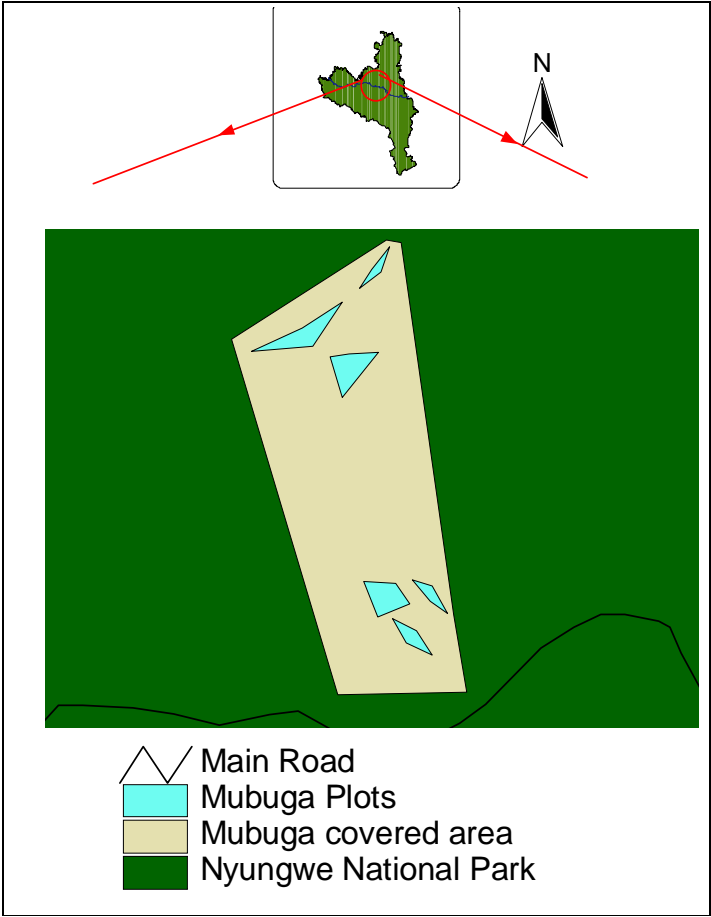 N
Main Road
Mubuga Plots
Mubuga covered area
Nyungwe National Park